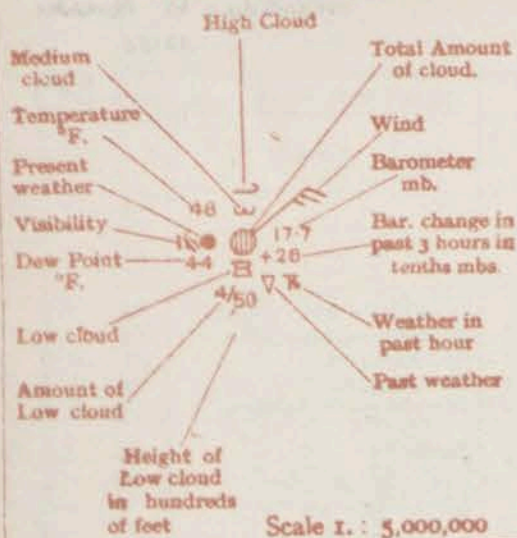 High Cloud
Medium
cloud
Total Amount
of cloud.
Temperature
°F.
Wind
Present
weather
Barometer
mb.
48
Visibility
17.7
Bar. change in
past 3 hours in
tenths mbs.
Dew Point
°F.
44
+28
4/50
Low cloud
Weather in
past hour
Amount of
Low cloud
Past weather
Height of
Low cloud
in hundreds
of feet
Scale 1. : 5,000,000